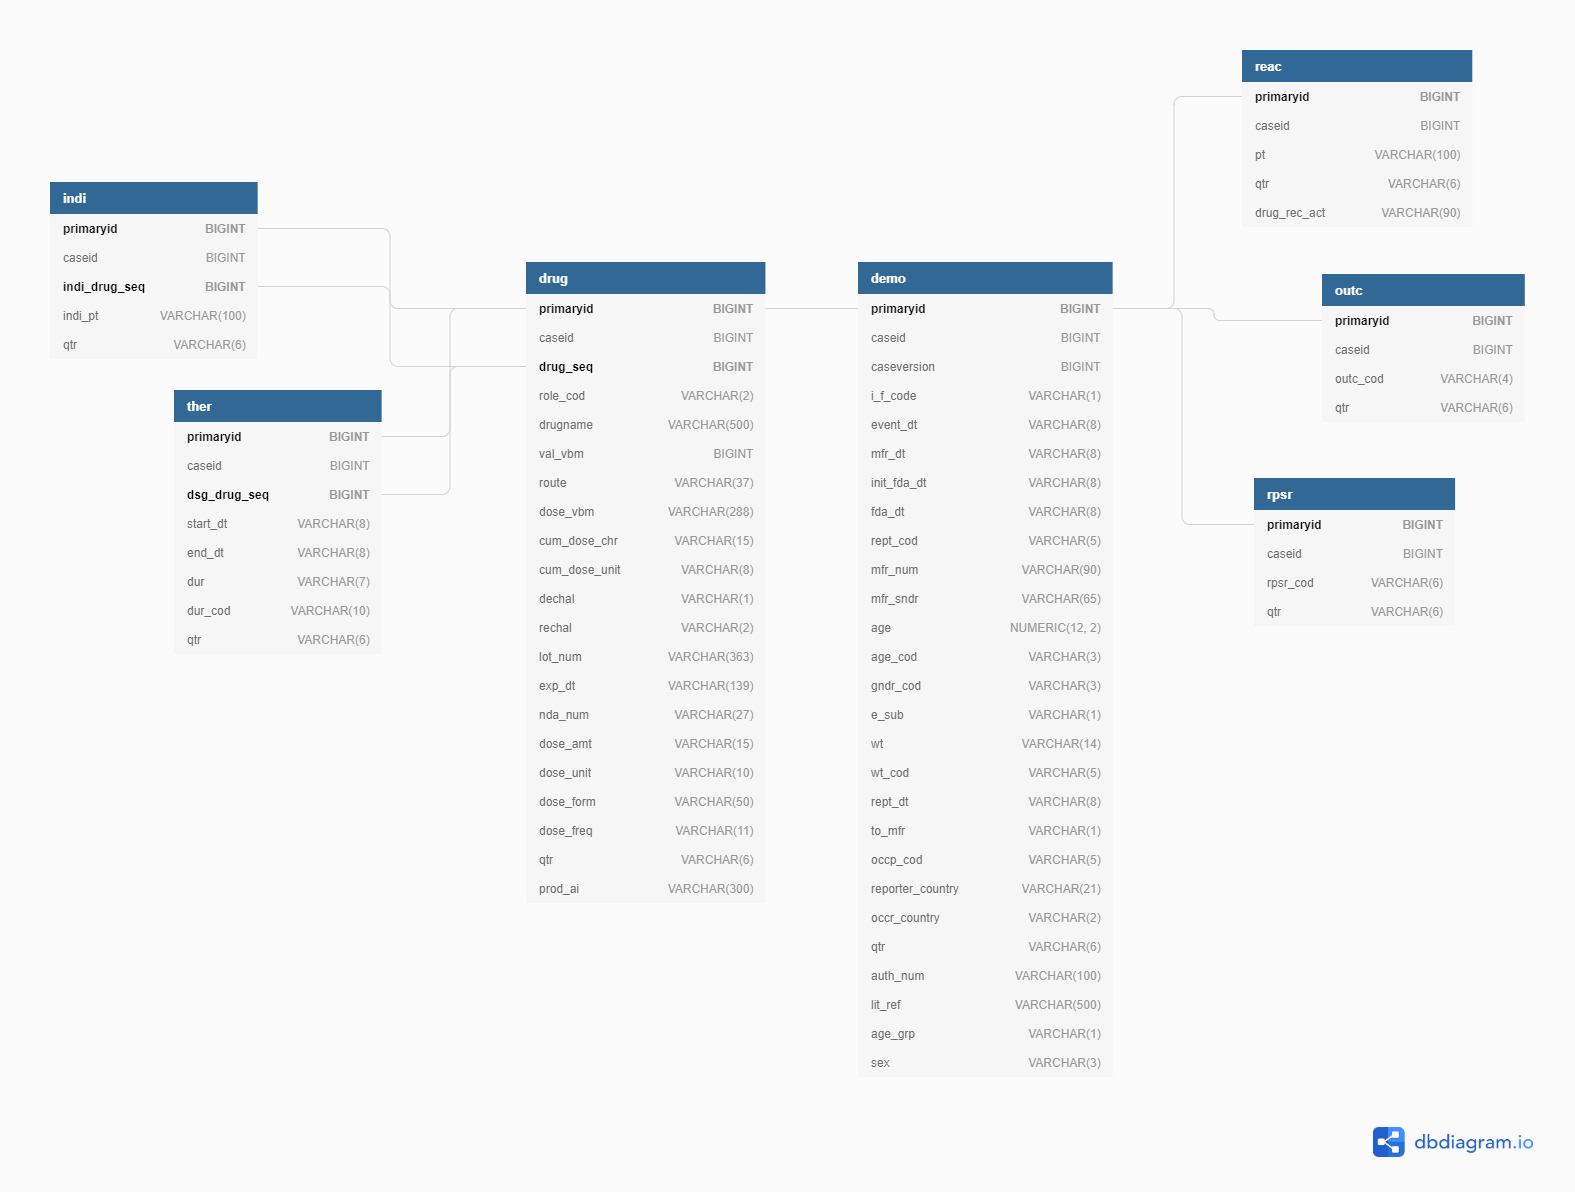 indi
primaryid BIGINT
caseid BIGINT
indi_drug_seq BIGINT
indi_pt VARCHAR(100)
qtr VARCHAR(6)
ther
primaryid BIGINT
caseid BIGINT
dsg_drug_seq BIGINT
start_dt VARCHAR(8)
end_dt VARCHAR(8)
dur VARCHAR(7)
dur_cod VARCHAR(10)
qtr VARCHAR(6)
drug
primaryid BIGINT
caseid BIGINT
drug_seq BIGINT
role_cod VARCHAR(2)
drugname VARCHAR(500)
val_vbm BIGINT
route VARCHAR(37)
dose_vbm VARCHAR(288)
cum_dose_chr VARCHAR(15)
cum_dose_unit VARCHAR(8)
dechal VARCHAR(1)
rechal VARCHAR(2)
lot_num VARCHAR(363)
exp_dt VARCHAR(139)
nda_num VARCHAR(27)
dose_amt VARCHAR(15)
dose_unit VARCHAR(10)
dose_form VARCHAR(50)
dose_freq VARCHAR(11)
qtr VARCHAR(6)
prod_ai VARCHAR(300)
demo
primaryid BIGINT
caseid BIGINT
caseversion BIGINT
i_f_code VARCHAR(1)
event_dt VARCHAR(8)
mfr_dt VARCHAR(8)
init_fda_dt VARCHAR(8)
fda_dt VARCHAR(8)
rept_cod VARCHAR(5)
mfr_num VARCHAR(90)
mfr_sndr VARCHAR(65)
age NUMERIC(12, 2)
age_cod VARCHAR(3)
gndr_cod VARCHAR(3)
e_sub VARCHAR(1)
wt VARCHAR(14)
wt_cod VARCHAR(5)
rept_dt VARCHAR(8)
to_mfr VARCHAR(1)
occp_cod VARCHAR(5)
reporter_country VARCHAR(21)
occr_country VARCHAR(2)
qtr VARCHAR(6)
auth_num VARCHAR(100)
lit_ref VARCHAR(500)
age_grp VARCHAR(1)
sex VARCHAR(3)
reac
primaryid BIGINT
caseid BIGINT
pt VARCHAR(100)
qtr VARCHAR(6)
drug_rec_act VARCHAR(90)
outc
primaryid BIGINT
caseid BIGINT
outc_cod VARCHAR(4)
qtr VARCHAR(6)
rpsr
primaryid BIGINT
caseid BIGINT
rpsr_cod VARCHAR(6)
qtr VARCHAR(6)
dbdiagram.io